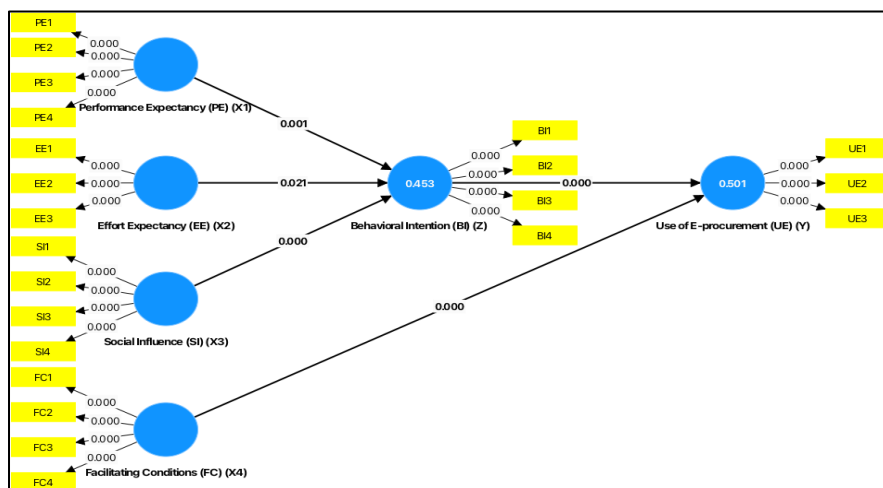 PE1
0.000
PE2
0.000
0.000
PE3
0.000
PE4
Performance Expectancy (PE) (X1)
0.001
EE1
0.000
EE2
0.000
0.000
EE3
Effort Expectancy (EE) (X2)
0.021
SI1
0.000
SI2
0.000
0.000
SI3
0.000
SI4
Social Influence (SI) (X3)
0.000
FC1
0.000
FC2
0.000
0.000
FC3
0.000
FC4
Facilitating Conditions (FC) (X4)
0.000
0.453
Behavioral Intention (BI) (Z)
BI1
0.000
BI2
0.000
0.000
BI3
0.000
BI4
0.000
0.501
Use of E-procurement (UE) (Y)
UE1
0.000
UE2
0.000
0.000
UE3